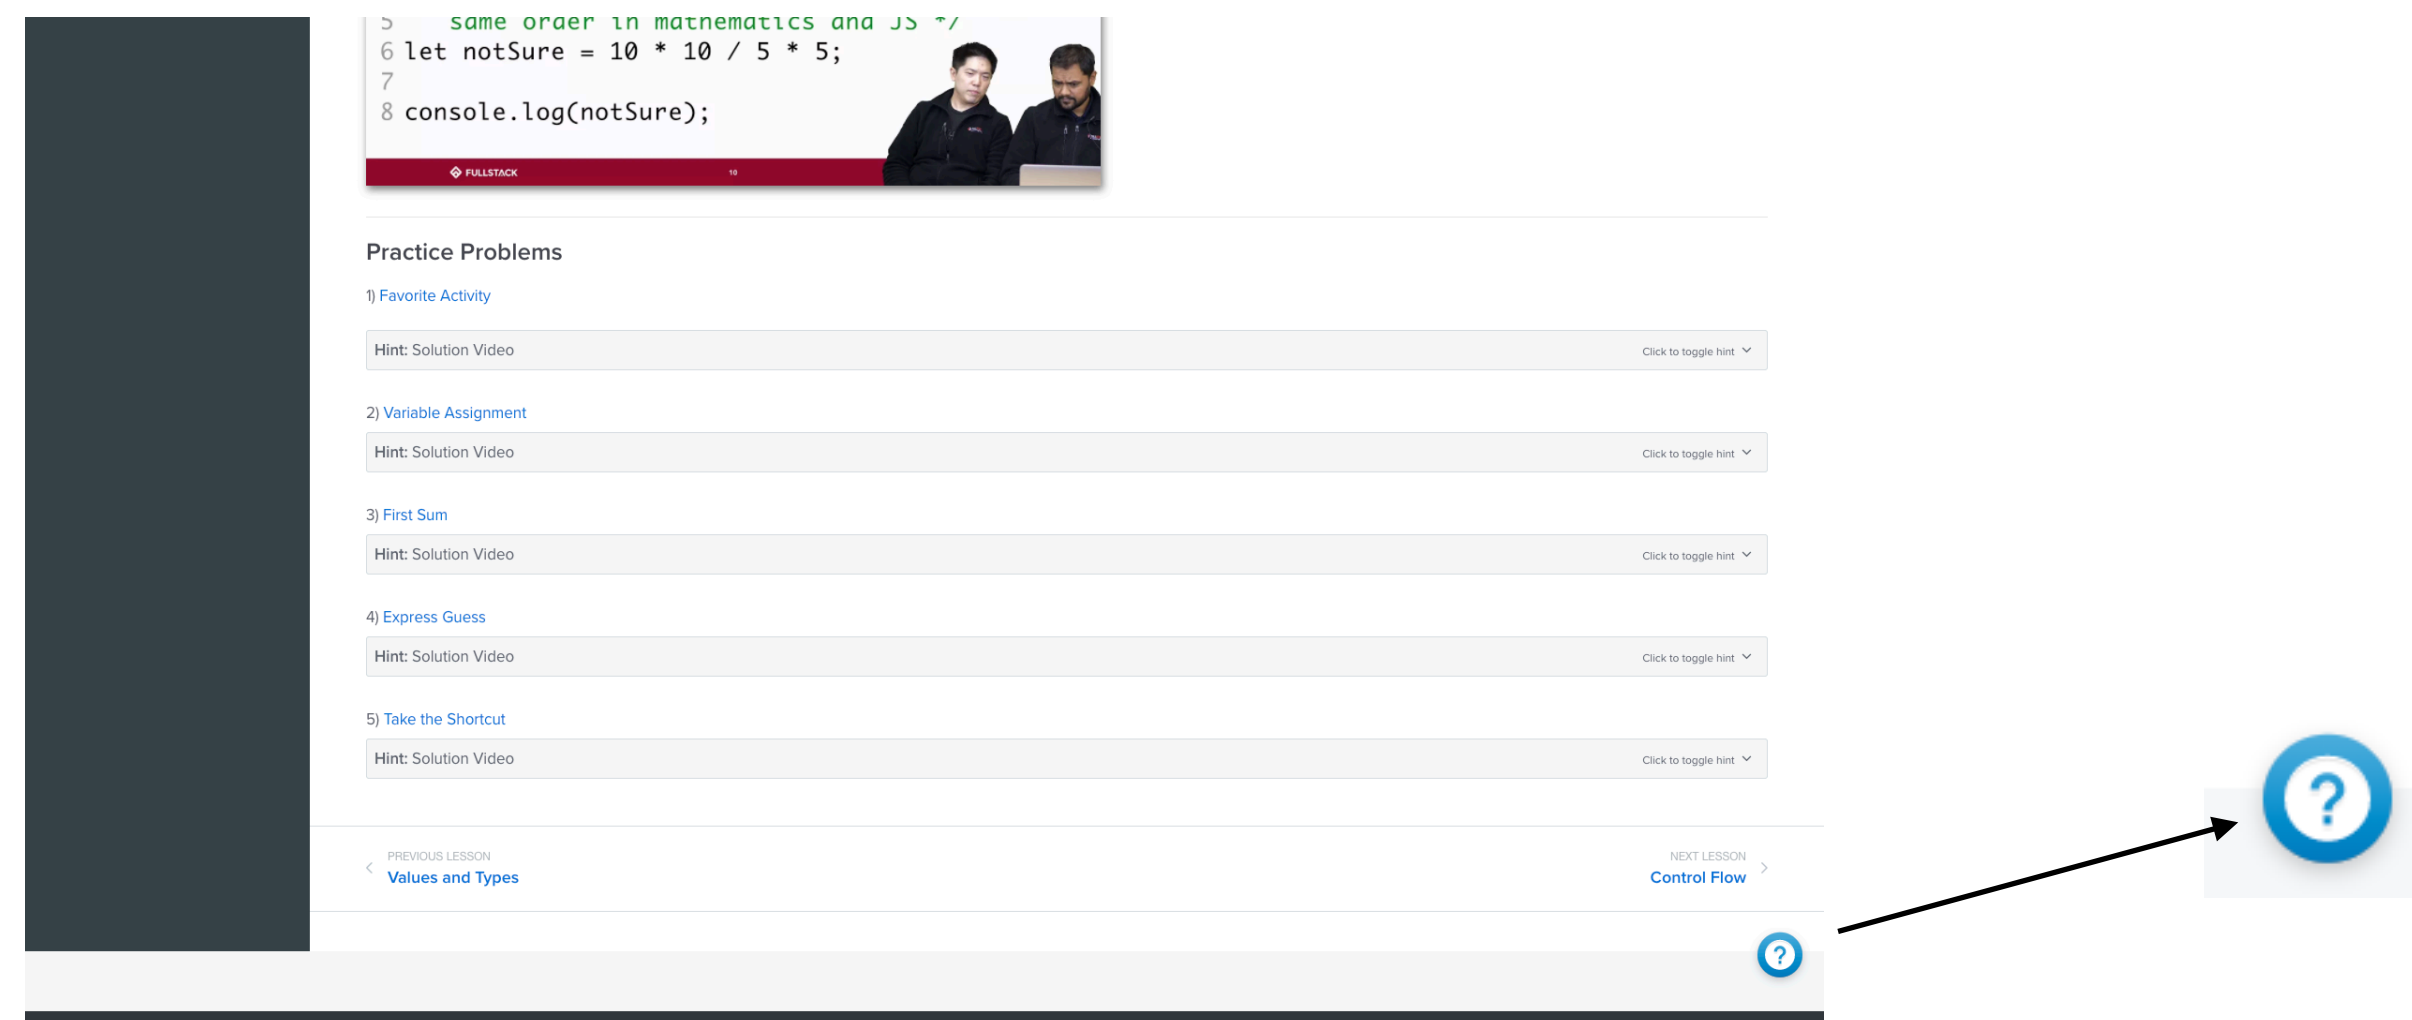 5 same order in mathematics and JS */
6 let notSure = 10 * 10 / 5 * 5;
7
8 console.log(notSure);
FULLSTACK 10
Practice Problems
1) Favorite Activity
Hint: Solution Video Click to toggle hint
2) Variable Assignment
Hint: Solution Video Click to toggle hint
3) First Sum
Hint: Solution Video Click to toggle hint
4) Express Guess
Hint: Solution Video Click to toggle hint
5) Take the Shortcut
Hint: Solution Video Click to toggle hint
PREVIOUS LESSON NEXT LESSON
Values and Types Control Flow
?
?